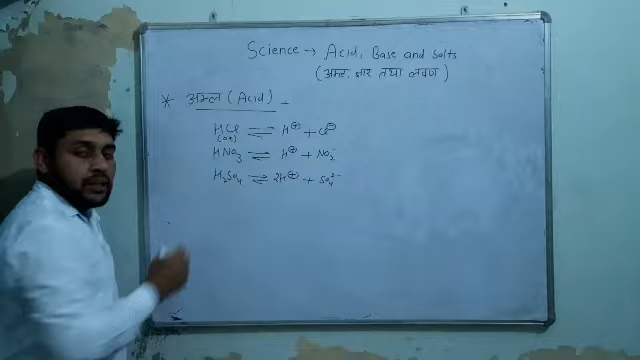 Science → Acid, Base and Salts
(अम्ल, क्षार तथा लवण)
* अम्ल (Acid) -
HCl ⇌ H⊕ + Cl⊖
(aq)
HNO₃ ⇌ H⊕ + NO₃⁻
H₂SO₄ ⇌ 2H⊕ + SO₄²⁻